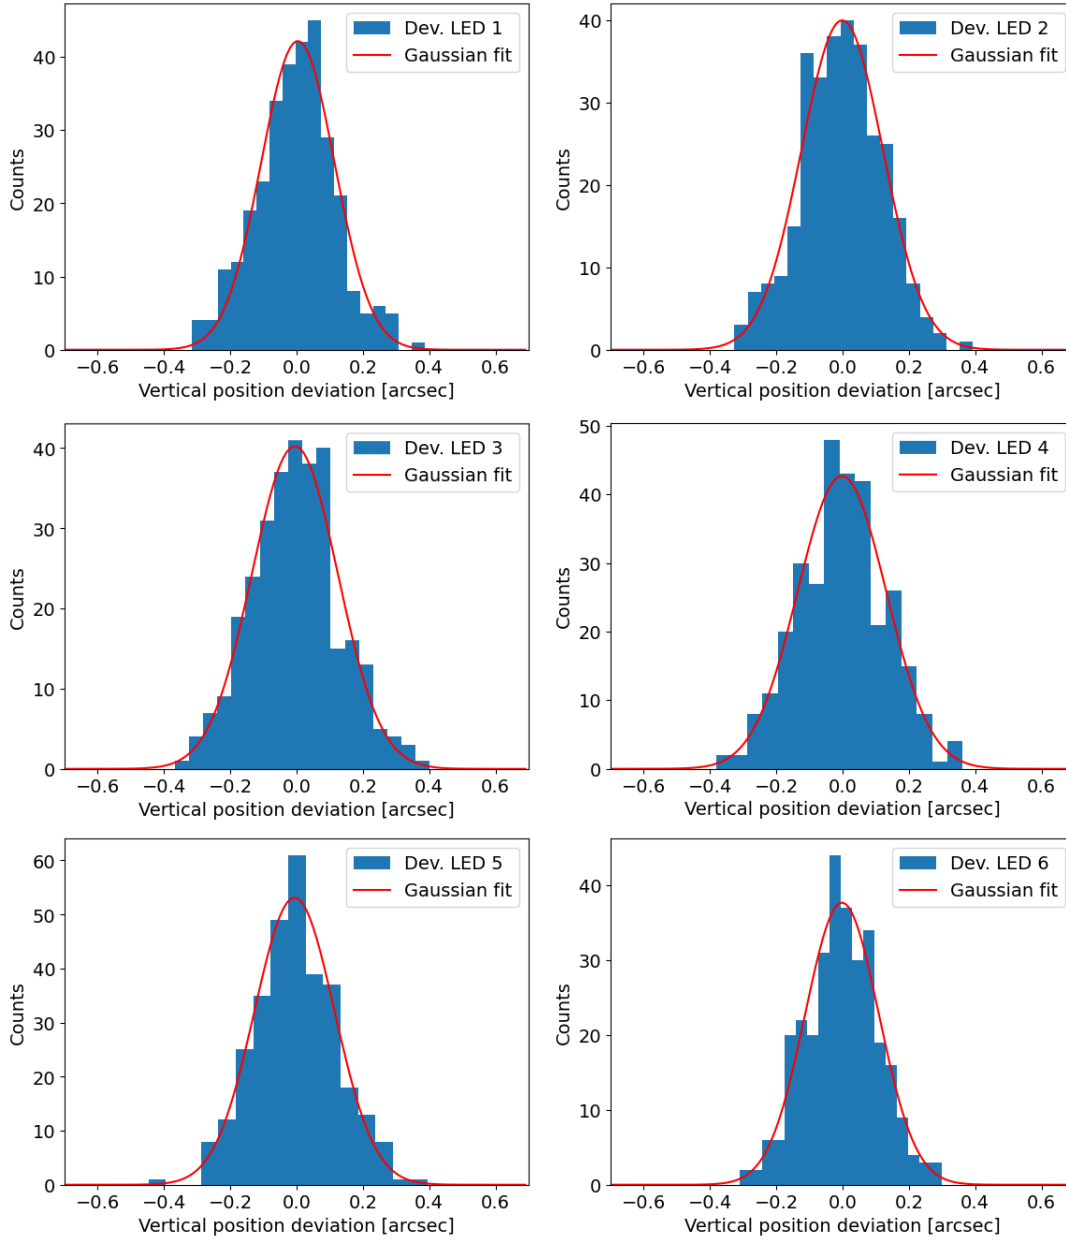 Dev. LED 1
Gaussian fit
Counts
40
30
20
10
0
−0.6 −0.4 −0.2 0.0 0.2 0.4 0.6
Vertical position deviation [arcsec]
Dev. LED 2
Gaussian fit
Counts
40
30
20
10
0
−0.6 −0.4 −0.2 0.0 0.2 0.4 0.6
Vertical position deviation [arcsec]
Dev. LED 3
Gaussian fit
Counts
40
30
20
10
0
−0.6 −0.4 −0.2 0.0 0.2 0.4 0.6
Vertical position deviation [arcsec]
Dev. LED 4
Gaussian fit
Counts
50
40
30
20
10
0
−0.6 −0.4 −0.2 0.0 0.2 0.4 0.6
Vertical position deviation [arcsec]
Dev. LED 5
Gaussian fit
Counts
60
50
40
30
20
10
0
−0.6 −0.4 −0.2 0.0 0.2 0.4 0.6
Vertical position deviation [arcsec]
Dev. LED 6
Gaussian fit
Counts
40
30
20
10
0
−0.6 −0.4 −0.2 0.0 0.2 0.4 0.6
Vertical position deviation [arcsec]